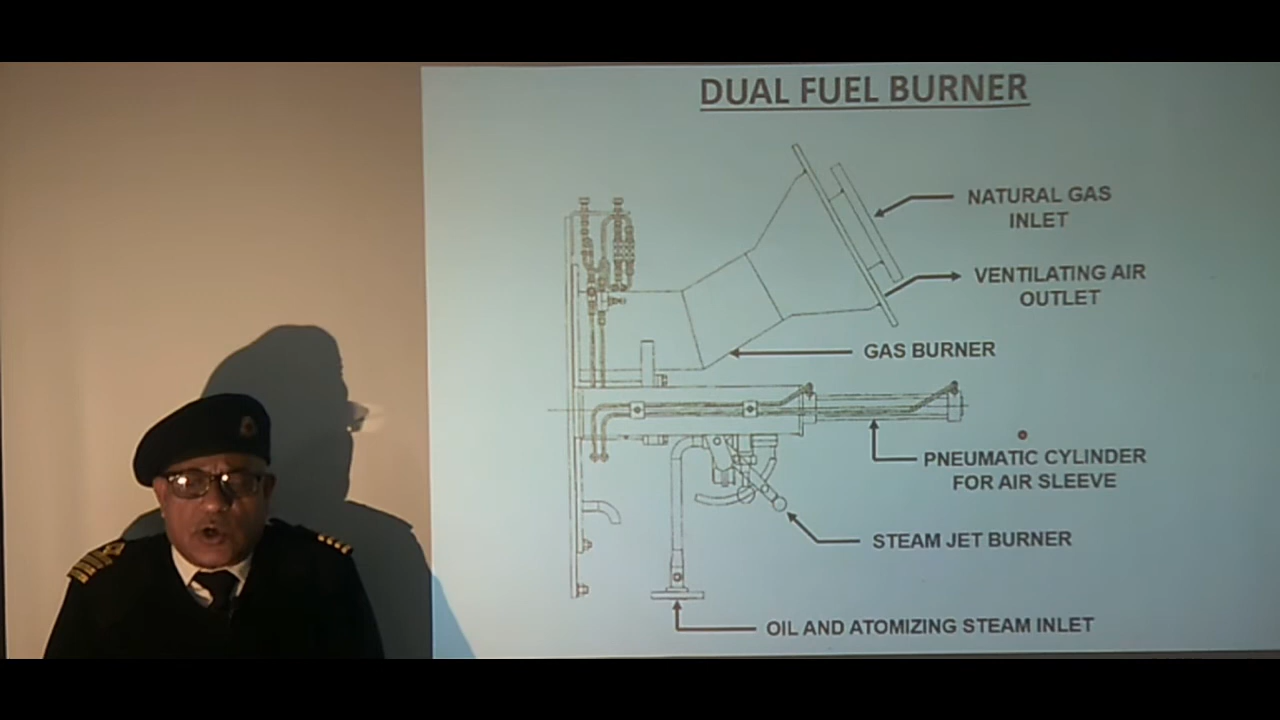 DUAL FUEL BURNER
NATURAL GAS
INLET
VENTILATING AIR
OUTLET
GAS BURNER
PNEUMATIC CYLINDER
FOR AIR SLEEVE
STEAM JET BURNER
OIL AND ATOMIZING STEAM INLET